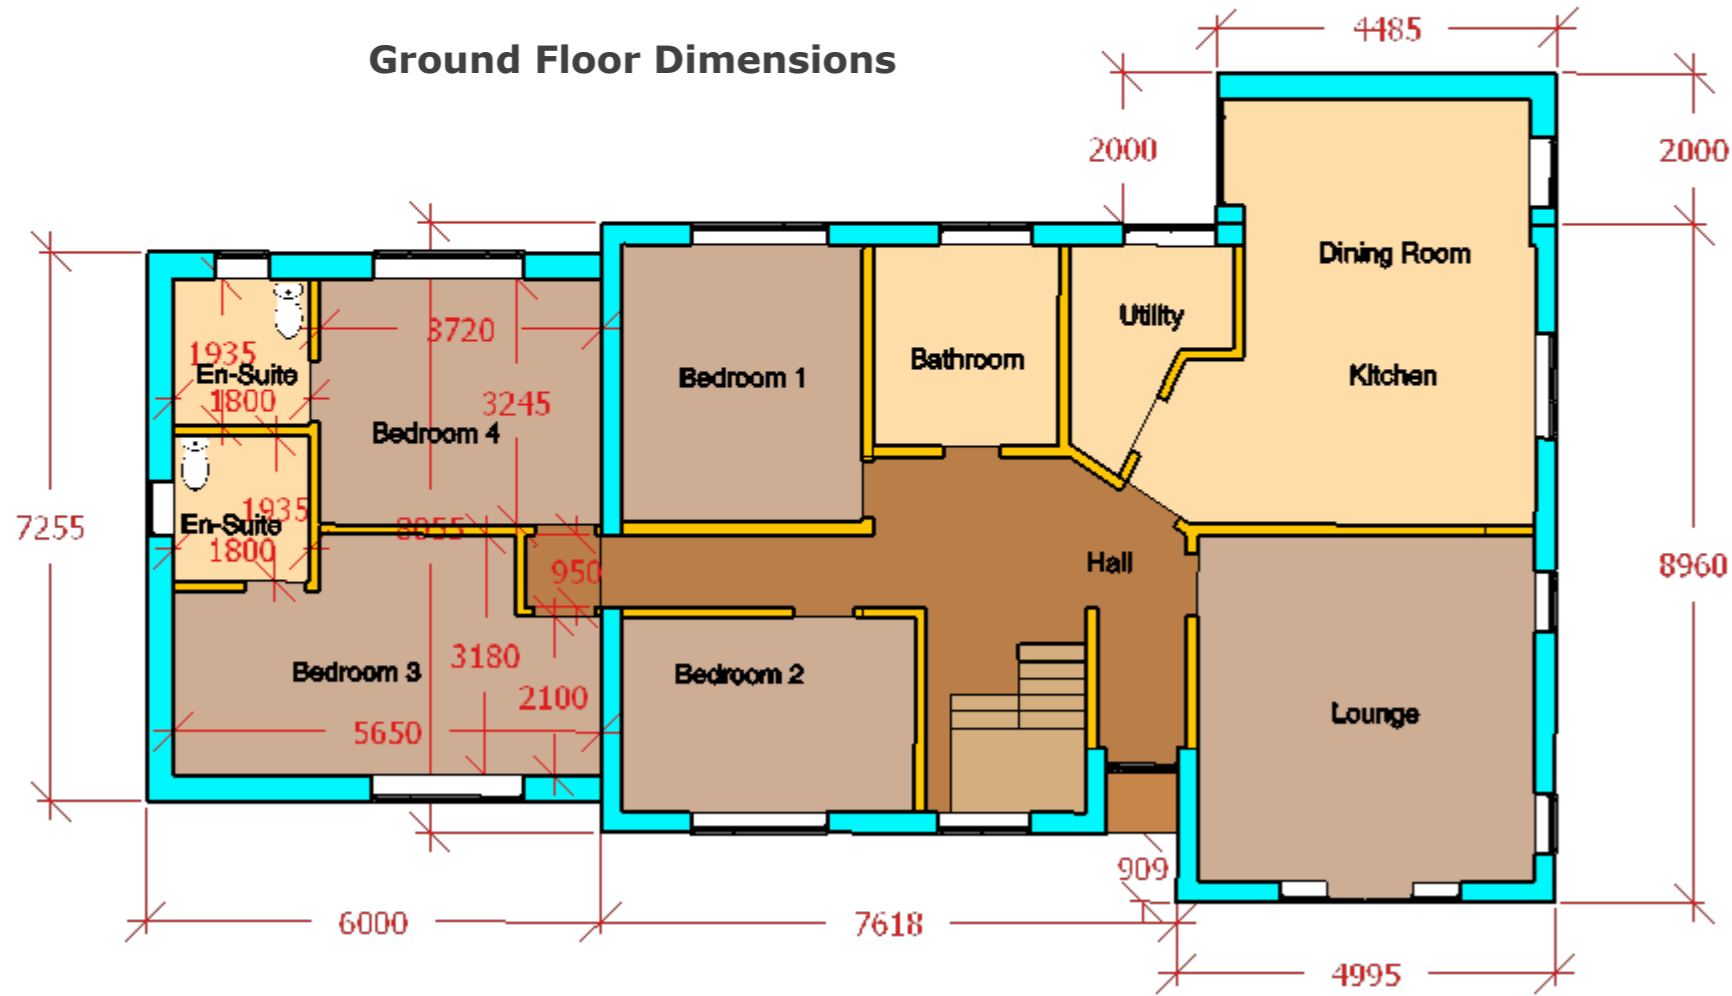 Ground Floor Dimensions
4485
2000
2000
Dining Room
Utility
3720
1935
En-Suite
1800
3245
Bathroom
Bedroom 1
Kitchen
Bedroom 4
7255
1935
En-Suite
1800
8055
950
Hall
8960
3180
Bedroom 3
2100
Bedroom 2
5650
Lounge
909
6000
7618
4995